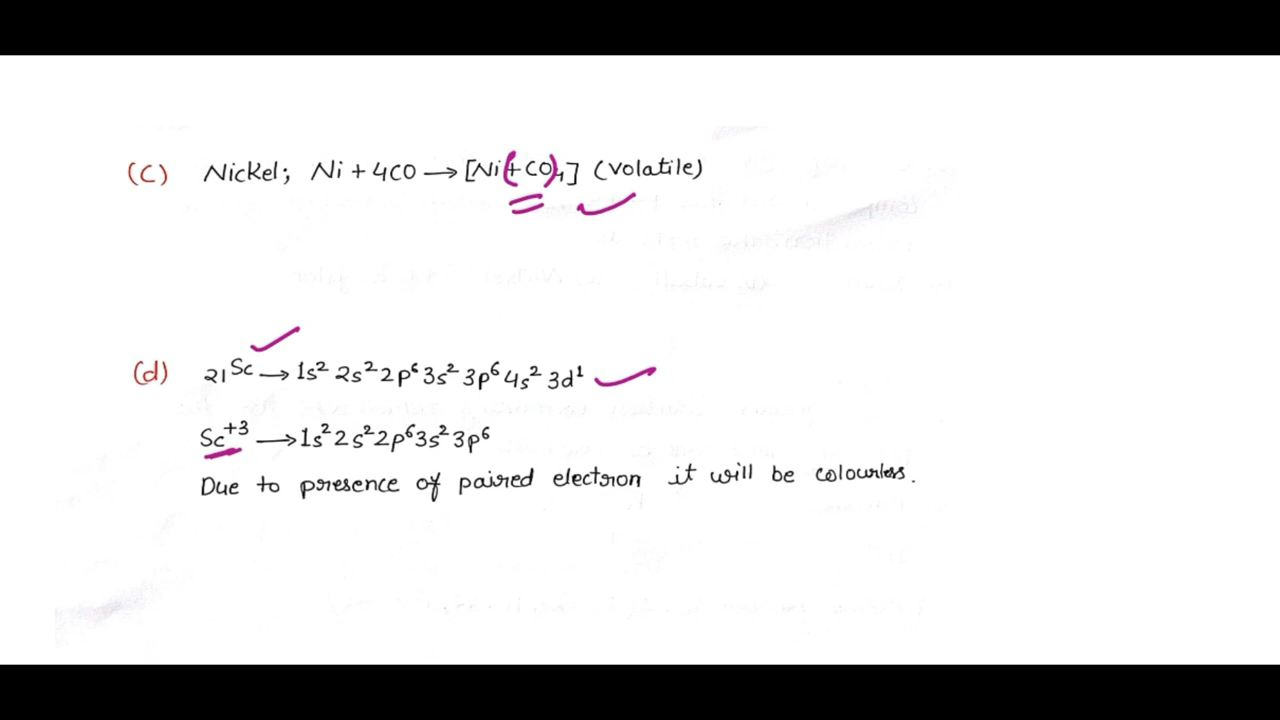 (C) Nickel; Ni + 4CO → [Ni(+CO)₄] (volatile)
(d) ₂₁Sc → 1s² 2s² 2p⁶ 3s² 3p⁶ 4s² 3d¹
Sc⁺³ → 1s² 2s² 2p⁶ 3s² 3p⁶
Due to presence of paired electron it will be colourless.